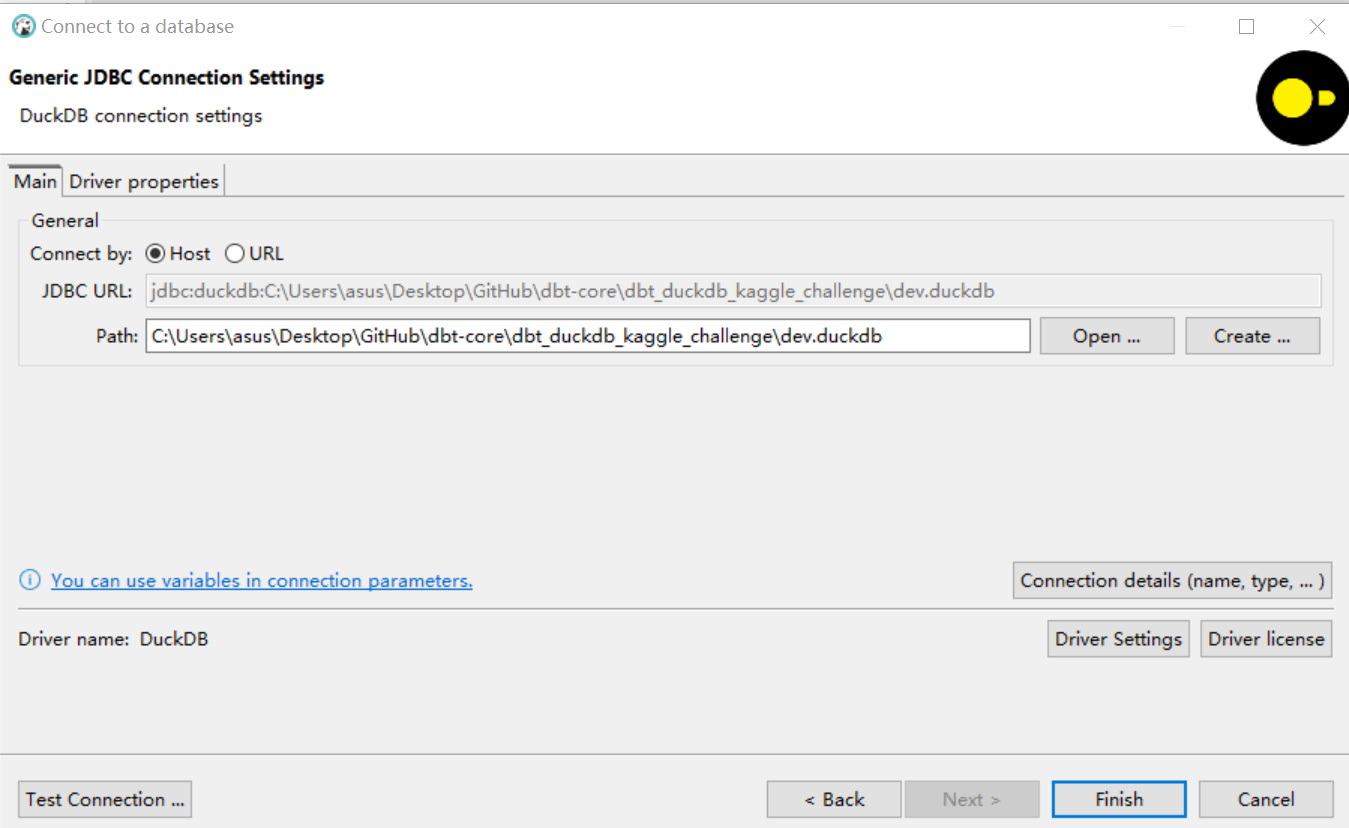 Connect to a database
Generic JDBC Connection Settings
DuckDB connection settings
Main Driver properties
General
Connect by: Host URL
JDBC URL: jdbc:duckdb:C:\Users\asus\Desktop\GitHub\dbt-core\dbt_duckdb_kaggle_challenge\dev.duckdb
Path: C:\Users\asus\Desktop\GitHub\dbt-core\dbt_duckdb_kaggle_challenge\dev.duckdb Open ... Create ...
You can use variables in connection parameters. Connection details (name, type, ... )
Driver name: DuckDB Driver Settings Driver license
Test Connection ... < Back Next > Finish Cancel